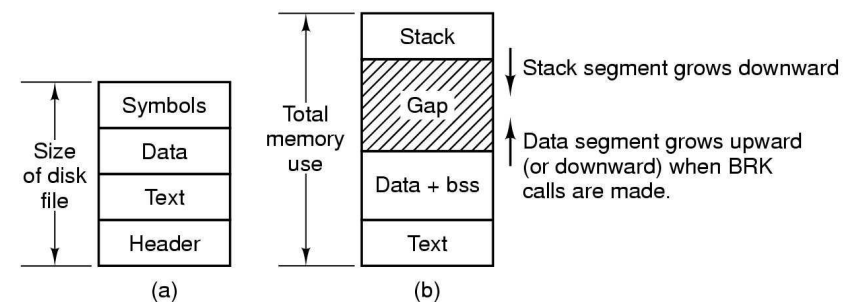 Symbols
Data
Text
Header
Size
of disk
file
(a)
Stack
Gap
Data + bss
Text
Total
memory
use
(b)
Stack segment grows downward
Data segment grows upward
(or downward) when BRK
calls are made.